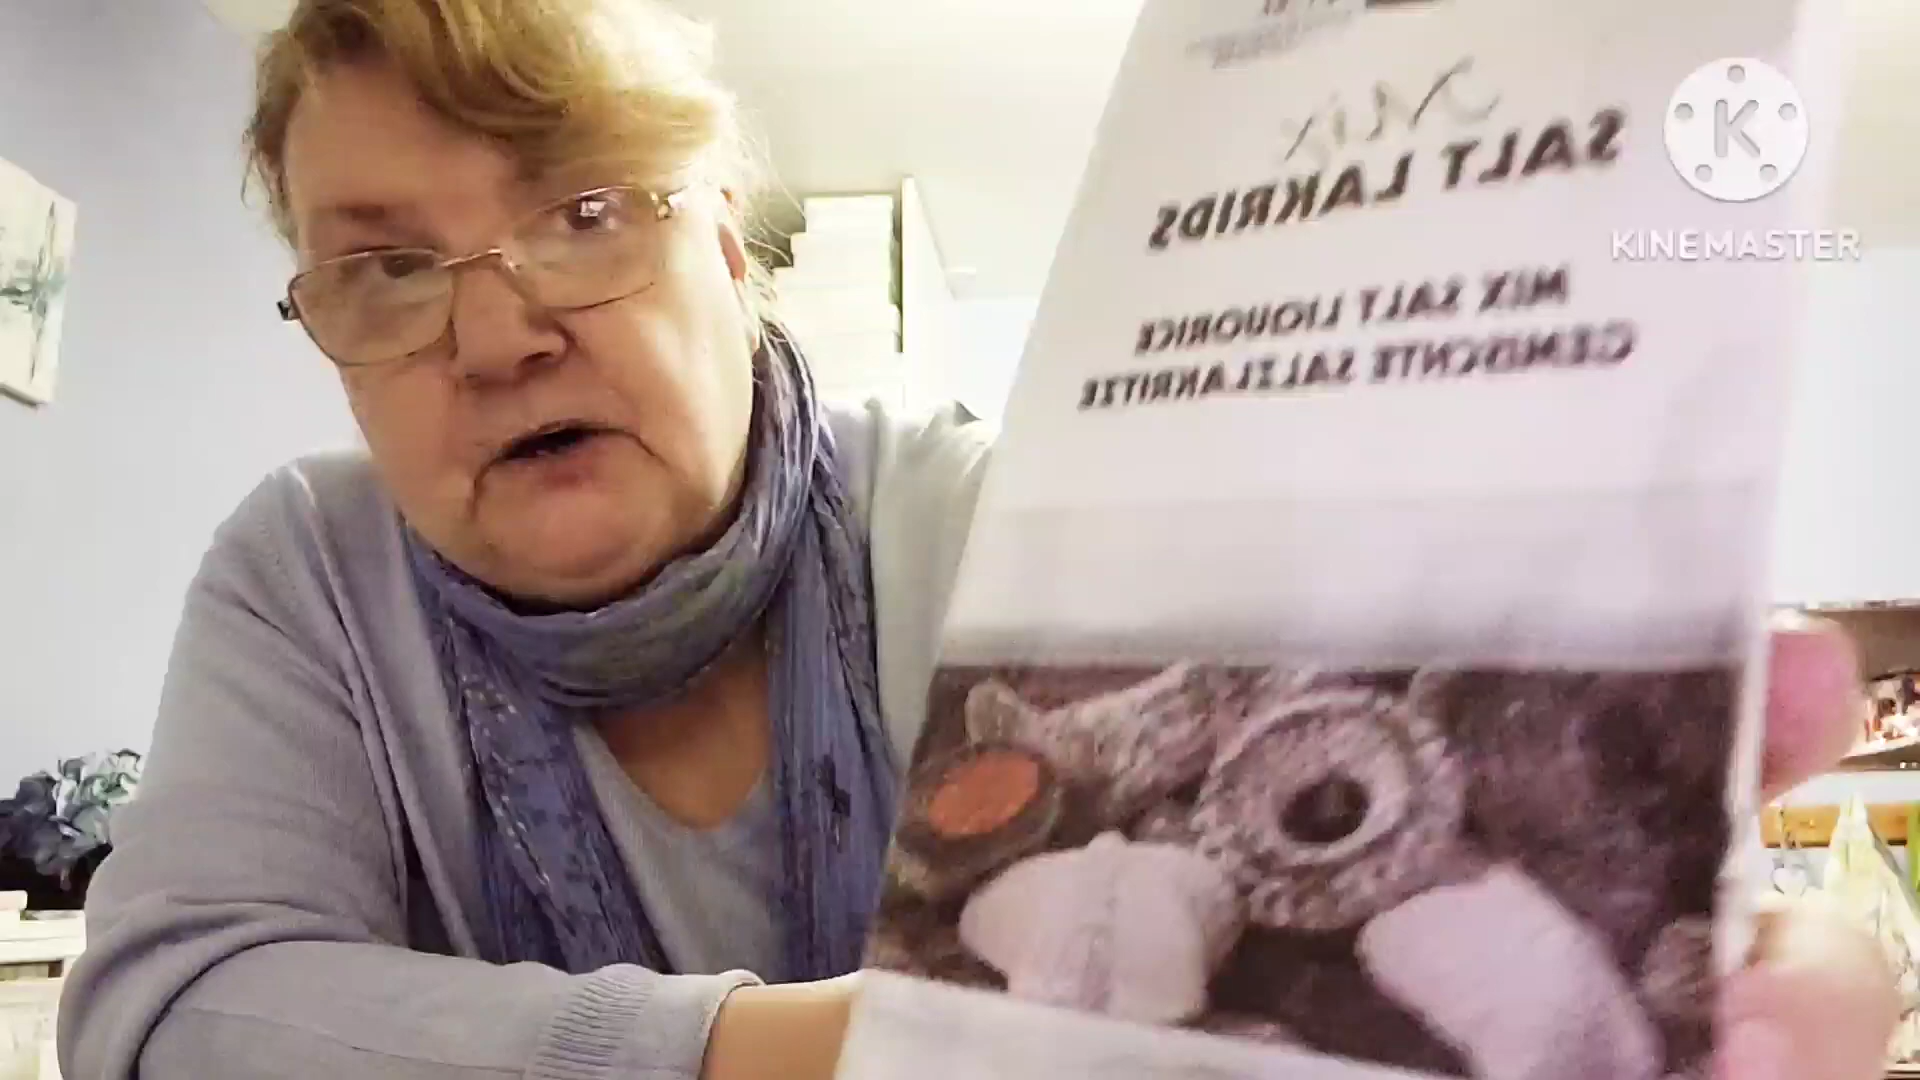 Mix
SALT LAKRIDS
MIX SALT LIQUORICE
GEMISCHTE SALZLAKRITZE
K
KINEMASTER